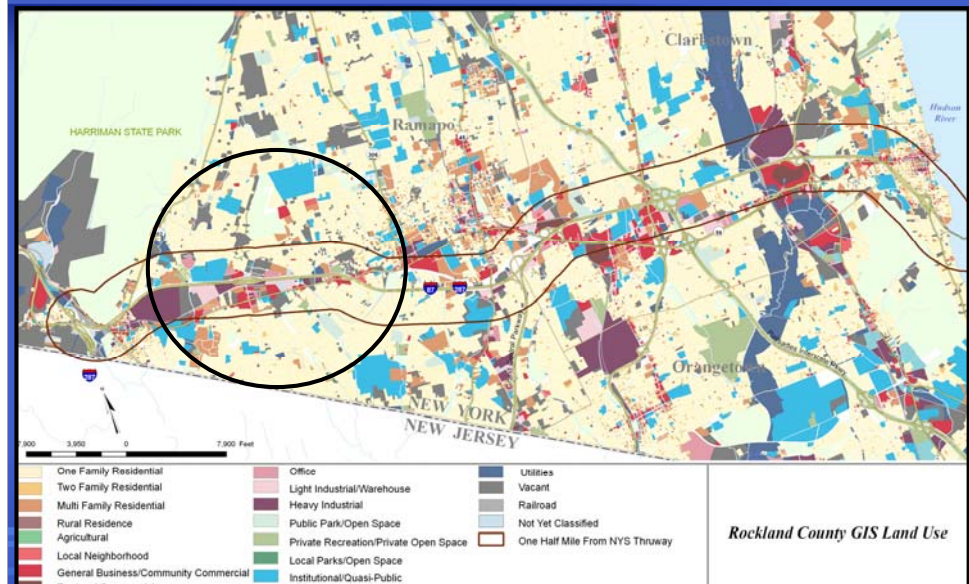 Clarkstown
Hudson
River
HARRIMAN STATE PARK
Ramapo
87
287
Orangetown
Palisades Interstate Pkwy
287
NEW YORK
NEW JERSEY
7,900 3,950 0 7,900 Feet
One Family Residential
Two Family Residential
Multi Family Residential
Rural Residence
Agricultural
Local Neighborhood
General Business/Community Commercial
Office
Light Industrial/Warehouse
Heavy Industrial
Public Park/Open Space
Private Recreation/Private Open Space
Local Parks/Open Space
Institutional/Quasi-Public
Utilities
Vacant
Railroad
Not Yet Classified
One Half Mile From NYS Thruway
Rockland County GIS Land Use